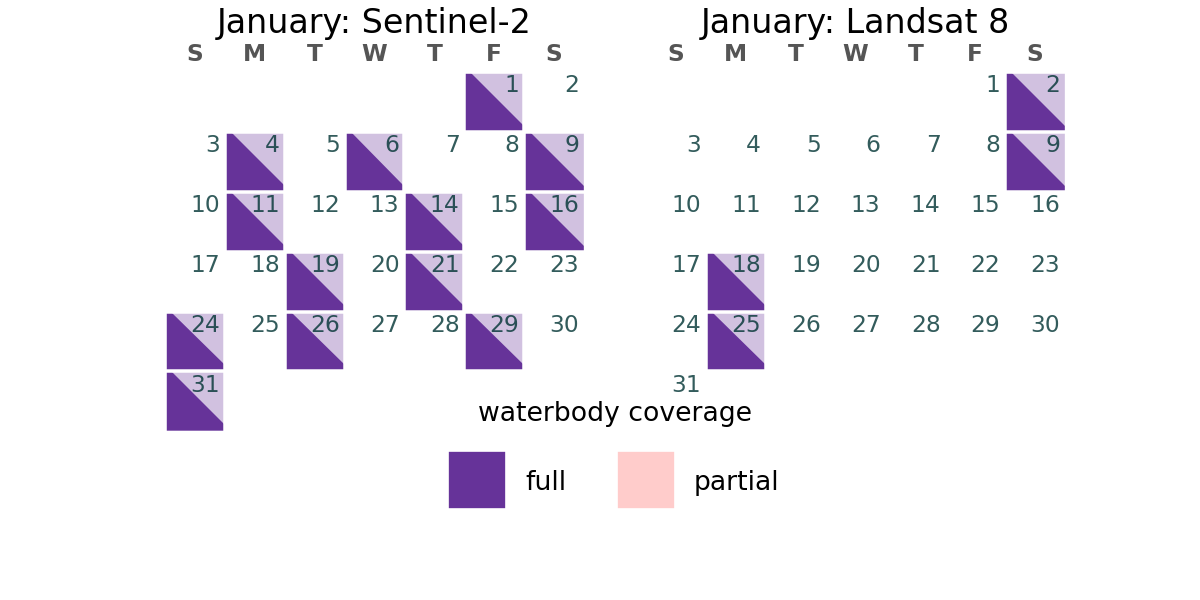 January: Sentinel-2
S M T W T F S
1 2
3 4 5 6 7 8 9
10 11 12 13 14 15 16
17 18 19 20 21 22 23
24 25 26 27 28 29 30
31
January: Landsat 8
S M T W T F S
1 2
3 4 5 6 7 8 9
10 11 12 13 14 15 16
17 18 19 20 21 22 23
24 25 26 27 28 29 30
31
waterbody coverage
full partial